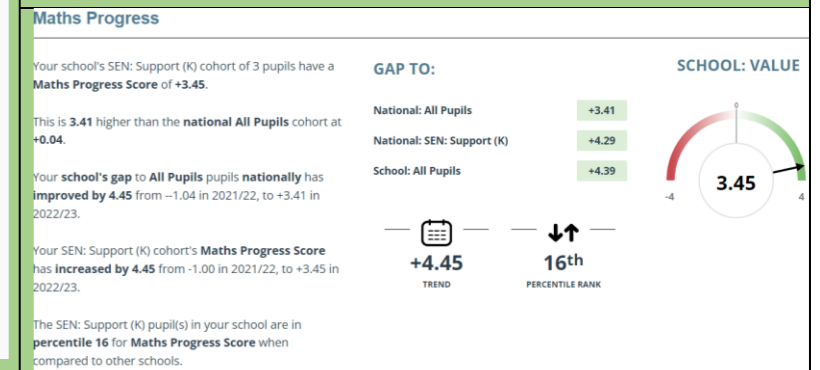 Maths Progress
Your school's SEN: Support (K) cohort of 3 pupils have a
Maths Progress Score of +3.45.
This is 3.41 higher than the national All Pupils cohort at
+0.04.
Your school's gap to All Pupils pupils nationally has
improved by 4.45 from --1.04 in 2021/22, to +3.41 in
2022/23.
Your SEN: Support (K) cohort's Maths Progress Score
has increased by 4.45 from -1.00 in 2021/22, to +3.45 in
2022/23.
The SEN: Support (K) pupil(s) in your school are in
percentile 16 for Maths Progress Score when
compared to other schools.
GAP TO:
National: All Pupils +3.41
National: SEN: Support (K) +4.29
School: All Pupils +4.39
+4.45
TREND
16th
PERCENTILE RANK
SCHOOL: VALUE
0
3.45
-4
4